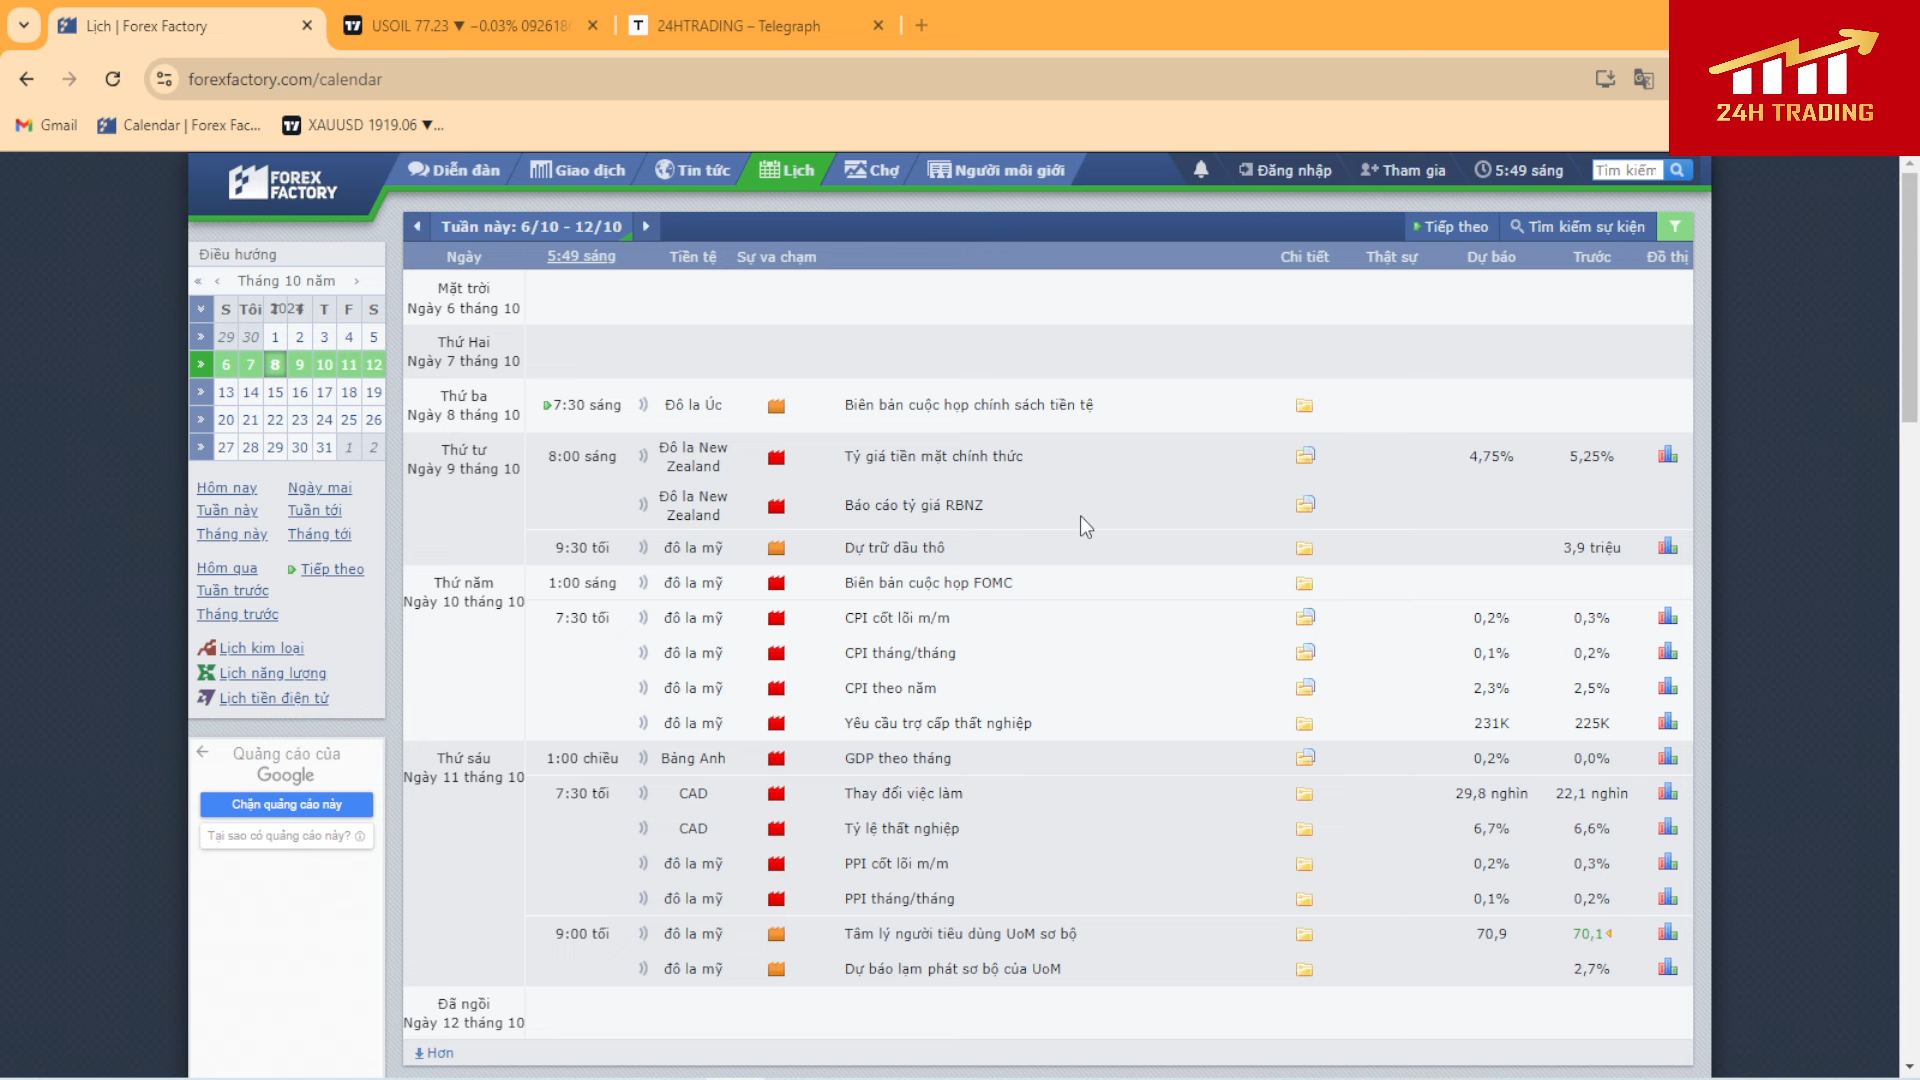 Lịch | Forex Factory
USOIL 77.23 ▼ −0.03% 092618
24HTRADING – Telegraph
forexfactory.com/calendar
Gmail
Calendar | Forex Fac...
XAUUSD 1919.06 ▼...
24H TRADING
FOREX
FACTORY
Diễn đàn
Giao dịch
Tin tức
Lịch
Chợ
Người môi giới
Đăng nhập
Tham gia
5:49 sáng
Tìm kiếm
Điều hướng
« ‹ Tháng 10 năm ›
2024
S Tôi T T T F S
» 29 30 1 2 3 4 5
» 6 7 8 9 10 11 12
» 13 14 15 16 17 18 19
» 20 21 22 23 24 25 26
» 27 28 29 30 31 1 2
Hôm nay Ngày mai
Tuần này Tuần tới
Tháng này Tháng tới
Hôm qua Tiếp theo
Tuần trước
Tháng trước
Lịch kim loại
Lịch năng lượng
Lịch tiền điện tử
Quảng cáo của
Google
Chặn quảng cáo này
Tại sao có quảng cáo này?
Tuần này: 6/10 - 12/10
Tiếp theo
Tìm kiếm sự kiện
Ngày 5:49 sáng Tiền tệ Sự va chạm Chi tiết Thật sự Dự báo Trước Đồ thị
Mặt trời
Ngày 6 tháng 10
Thứ Hai
Ngày 7 tháng 10
Thứ ba
Ngày 8 tháng 10
7:30 sáng Đô la Úc Biên bản cuộc họp chính sách tiền tệ
Thứ tư
Ngày 9 tháng 10
8:00 sáng Đô la New Zealand Tỷ giá tiền mặt chính thức 4,75% 5,25%
Đô la New Zealand Báo cáo tỷ giá RBNZ
9:30 tối đô la mỹ Dự trữ dầu thô 3,9 triệu
Thứ năm
Ngày 10 tháng 10
1:00 sáng đô la mỹ Biên bản cuộc họp FOMC
7:30 tối đô la mỹ CPI cốt lõi m/m 0,2% 0,3%
đô la mỹ CPI tháng/tháng 0,1% 0,2%
đô la mỹ CPI theo năm 2,3% 2,5%
đô la mỹ Yêu cầu trợ cấp thất nghiệp 231K 225K
Thứ sáu
Ngày 11 tháng 10
1:00 chiều Bảng Anh GDP theo tháng 0,2% 0,0%
7:30 tối CAD Thay đổi việc làm 29,8 nghìn 22,1 nghìn
CAD Tỷ lệ thất nghiệp 6,7% 6,6%
đô la mỹ PPI cốt lõi m/m 0,2% 0,3%
đô la mỹ PPI tháng/tháng 0,1% 0,2%
9:00 tối đô la mỹ Tâm lý người tiêu dùng UoM sơ bộ 70,9 70,1
đô la mỹ Dự báo lạm phát sơ bộ của UoM 2,7%
Đã ngồi
Ngày 12 tháng 10
Hơn